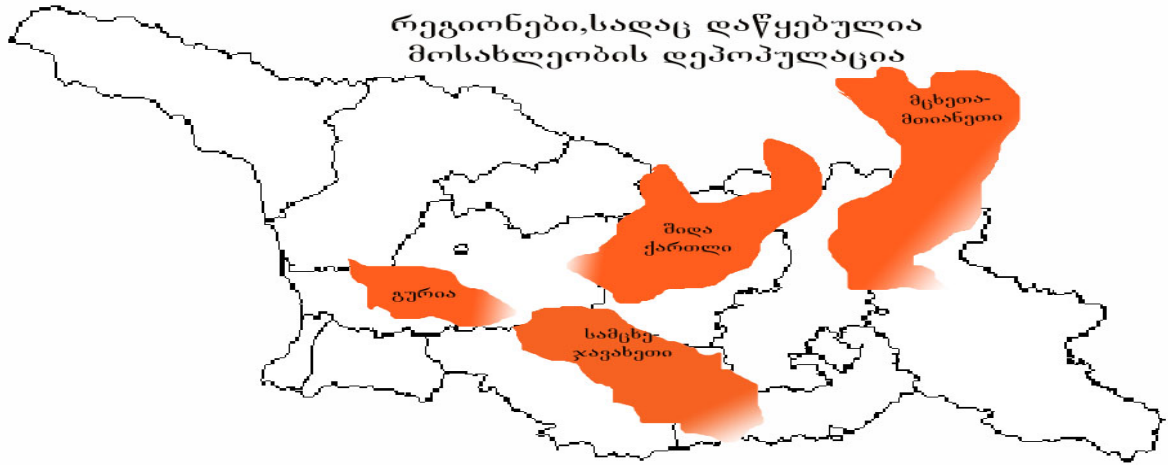 რეგიონები,სადაც დაწყებულია
მოსახლეობის დეპოპულაცია
მცხეთა-
მთიანეთი
შიდა
ქართლი
გურია
სამცხე-
ჯავახეთი